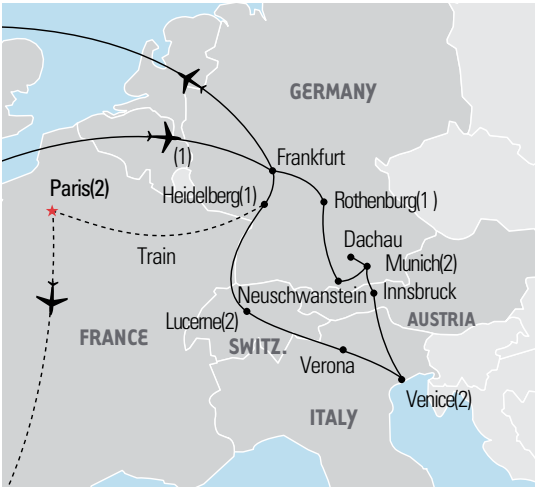 GERMANY
(1)
Frankfurt
Paris(2)
Heidelberg(1)
Rothenburg(1 )
Train
Dachau
Munich(2)
Neuschwanstein
Innsbruck
Lucerne(2)
AUSTRIA
FRANCE
SWITZ.
Verona
Venice(2)
ITALY